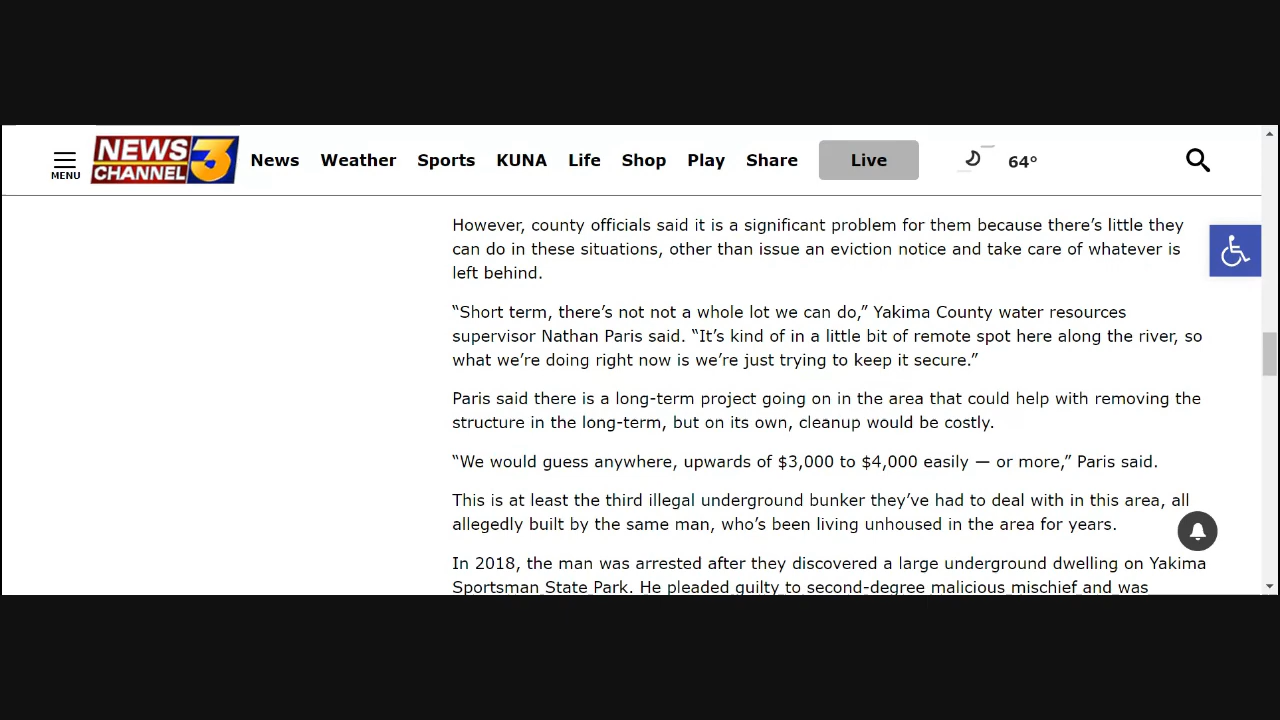 MENU
NEWS
CHANNEL 3
News Weather Sports KUNA Life Shop Play Share Live 64°
However, county officials said it is a significant problem for them because there’s little they
can do in these situations, other than issue an eviction notice and take care of whatever is
left behind.
“Short term, there’s not not a whole lot we can do,” Yakima County water resources
supervisor Nathan Paris said. “It’s kind of in a little bit of remote spot here along the river, so
what we’re doing right now is we’re just trying to keep it secure.”
Paris said there is a long-term project going on in the area that could help with removing the
structure in the long-term, but on its own, cleanup would be costly.
“We would guess anywhere, upwards of $3,000 to $4,000 easily — or more,” Paris said.
This is at least the third illegal underground bunker they’ve had to deal with in this area, all
allegedly built by the same man, who’s been living unhoused in the area for years.
In 2018, the man was arrested after they discovered a large underground dwelling on Yakima
Sportsman State Park. He pleaded guilty to second-degree malicious mischief and was